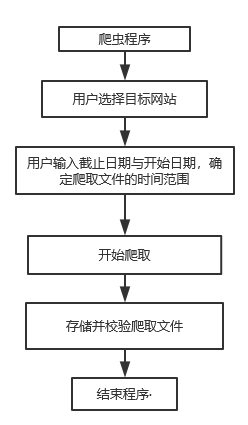 爬虫程序
用户选择目标网站
用户输入截止日期与开始日期，确
定爬取文件的时间范围
开始爬取
存储并校验爬取文件
结束程序·